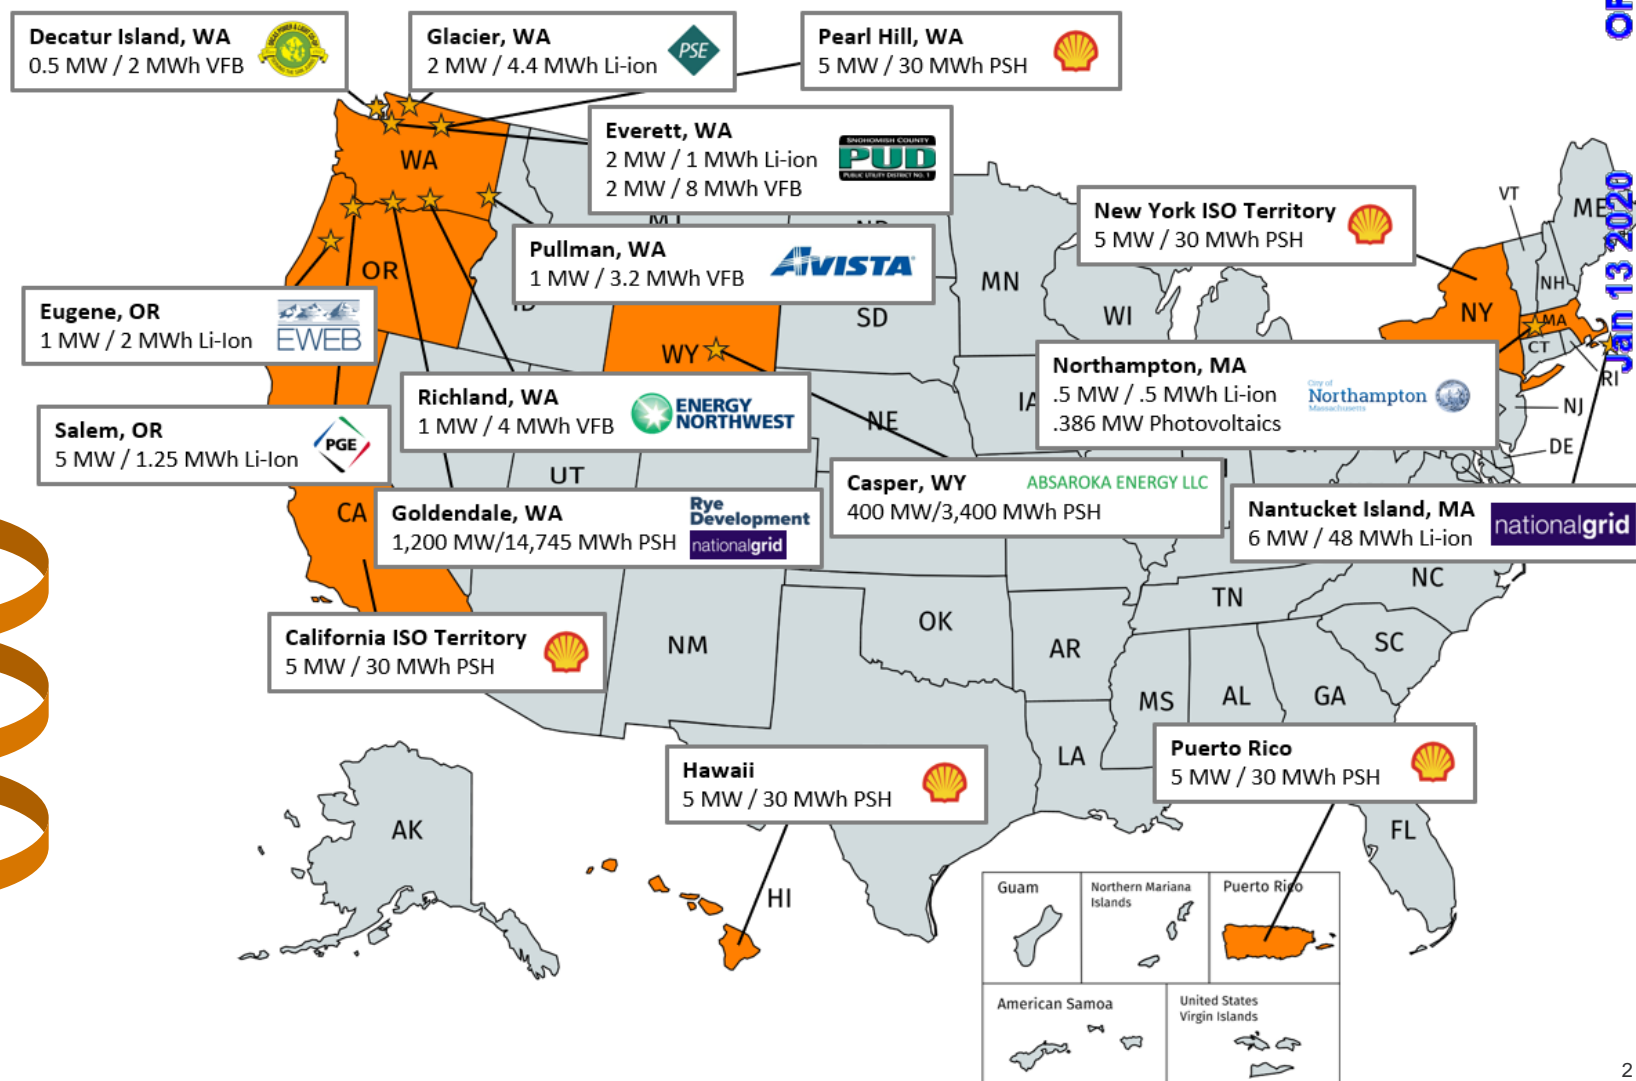 Decatur Island, WA
0.5 MW / 2 MWh VFB
Glacier, WA
2 MW / 4.4 MWh Li-ion
PSE
Pearl Hill, WA
5 MW / 30 MWh PSH
Everett, WA
2 MW / 1 MWh Li-ion
2 MW / 8 MWh VFB
SNOHOMISH COUNTY
PUD
PUBLIC UTILITY DISTRICT NO. 1
WA
New York ISO Territory
5 MW / 30 MWh PSH
VT
ME
Jan 13 2020
Pullman, WA
1 MW / 3.2 MWh VFB
AVISTA
OR
MN
WI
NH
NY
MA
CT
RI
NJ
DE
Eugene, OR
1 MW / 2 MWh Li-Ion
EWEB
SD
WY
Northampton, MA
.5 MW / .5 MWh Li-ion
.386 MW Photovoltaics
City of
Northampton
Massachusetts
Richland, WA
1 MW / 4 MWh VFB
ENERGY
NORTHWEST
NE
Salem, OR
5 MW / 1.25 MWh Li-Ion
PGE
UT
Casper, WY
400 MW/3,400 MWh PSH
ABSAROKA ENERGY LLC
CA
Goldendale, WA
1,200 MW/14,745 MWh PSH
Rye
Development
nationalgrid
Nantucket Island, MA
6 MW / 48 MWh Li-ion
nationalgrid
NC
TN
OK
SC
California ISO Territory
5 MW / 30 MWh PSH
NM
AR
MS
AL
GA
Hawaii
5 MW / 30 MWh PSH
LA
Puerto Rico
5 MW / 30 MWh PSH
AK
FL
HI
Guam
Northern Mariana
Islands
Puerto Rico
American Samoa
United States
Virgin Islands
2